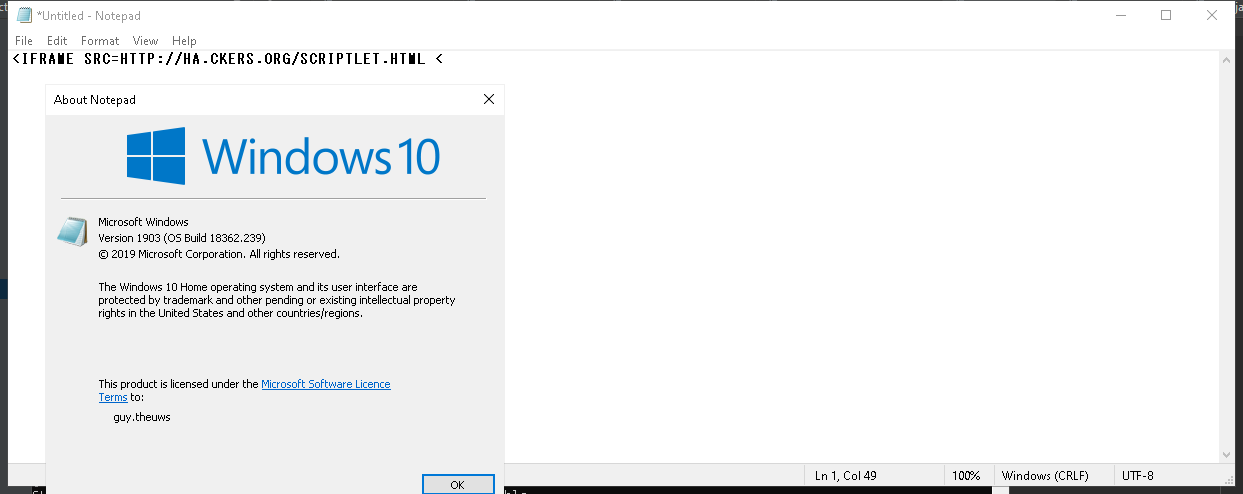 *Untitled - Notepad
File Edit Format View Help
<IFRAME SRC=HTTP://HA.CKERS.ORG/SCRIPTLET.HTML <
About Notepad
Windows 10
Microsoft Windows
Version 1903 (OS Build 18362.239)
© 2019 Microsoft Corporation. All rights reserved.
The Windows 10 Home operating system and its user interface are
protected by trademark and other pending or existing intellectual property
rights in the United States and other countries/regions.
This product is licensed under the Microsoft Software Licence
Terms to:
guy.theuws
OK
Ln 1, Col 49 100% Windows (CRLF) UTF-8